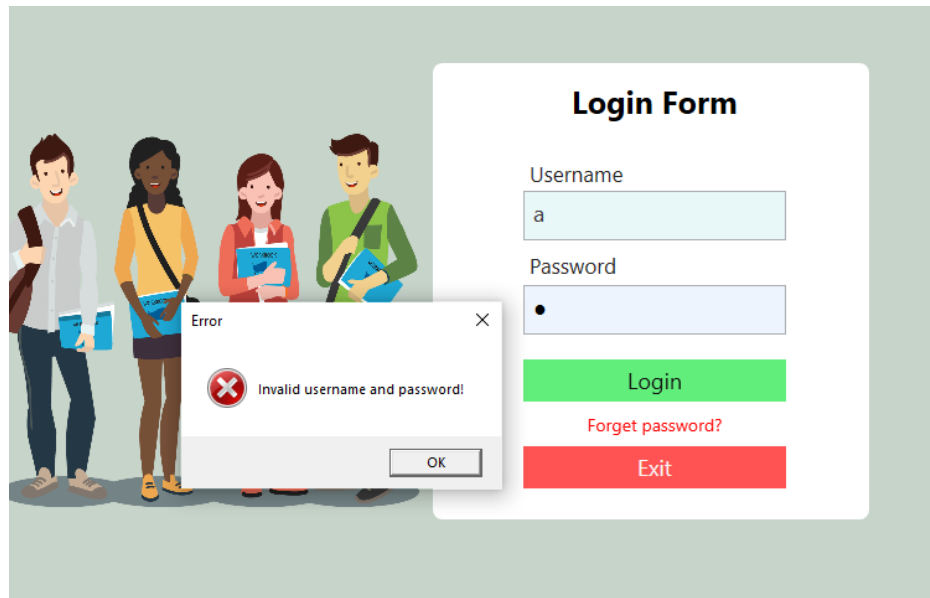 Login Form
Username
a
Password
●
Error
Invalid username and password!
OK
Login
Forget password?
Exit